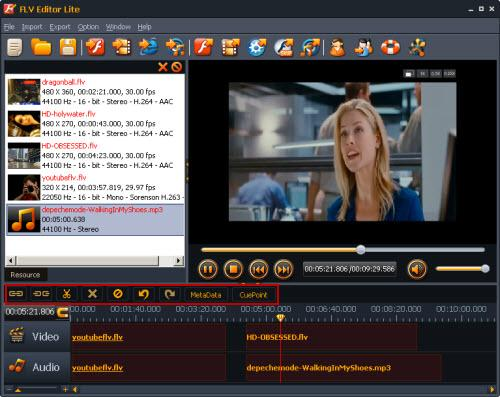 FLV Editor Lite
File Import Export Option Window Help
dragonball.flv
480 X 360, 00:02:21.000, 30.00 fps
44100 Hz - 16 - bit - Stereo - H.264 - AAC
HD-holywater.flv
480 X 270, 00:00:43.000, 30.00 fps
44100 Hz - 16 - bit - Stereo - H.264 - AAC
HD-OBSESSED.flv
480 X 270, 00:04:23.000, 30.00 fps
44100 Hz - 16 - bit - Stereo - H.264 - AAC
youtubeflv.flv
320 X 214, 00:03:57.819, 29.97 fps
22050 Hz - 16 - bit - Mono - Sorenson H.263 -
depechemode-WalkingInMyShoes.mp3
00:05:00.638
44100 Hz - Stereo
00:05:21.806 /00:09:29.586
Resource
MetaData CuePoint
00:05:21.806 00.000 00:01:40.000 00:03:20.000 00:05:00.000 00:06:40.000 00:08:20.000 00:10:00.000
Video youtubeflv.flv HD-OBSESSED.flv
Audio youtubeflv.flv depechemode-WalkingInMyShoes.mp3